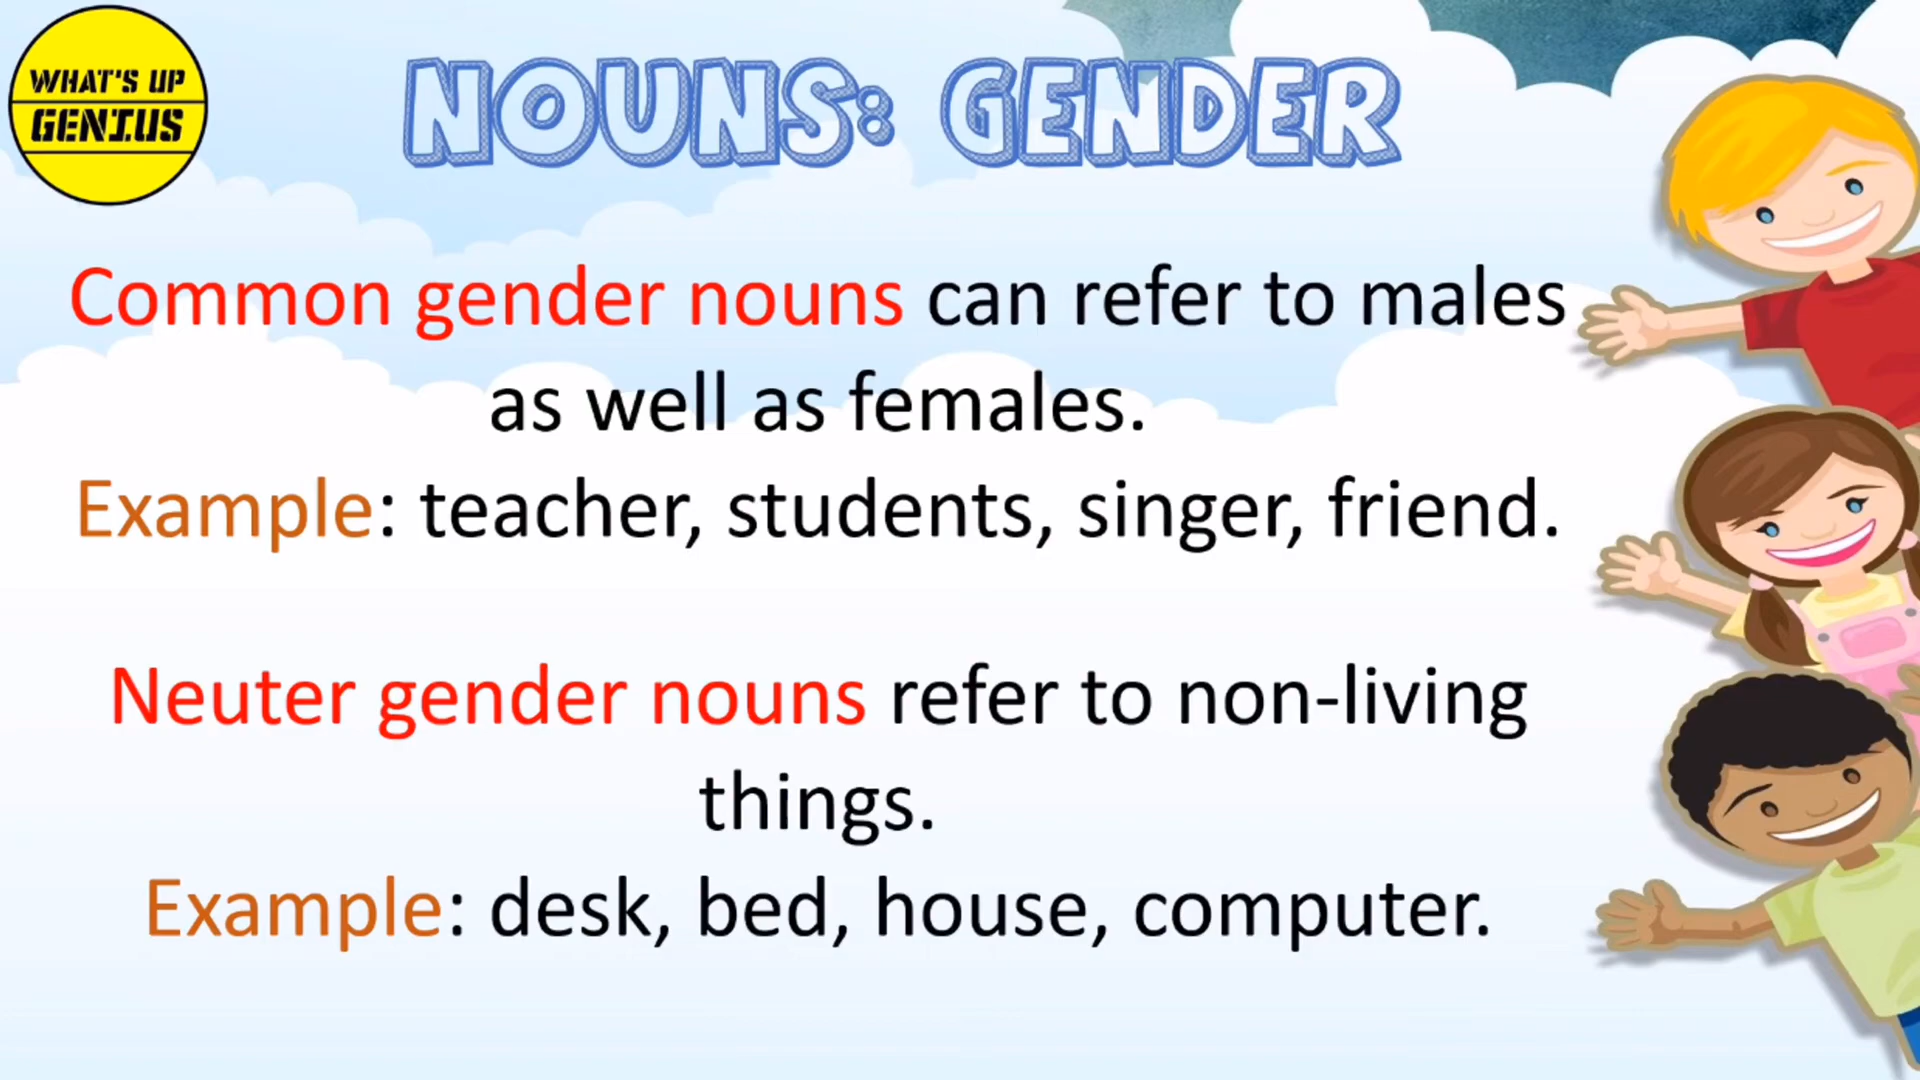 WHAT'S UP
GENIUS
NOUNS: GENDER
Common gender nouns can refer to males
as well as females.
Example: teacher, students, singer, friend.
Neuter gender nouns refer to non-living
things.
Example: desk, bed, house, computer.